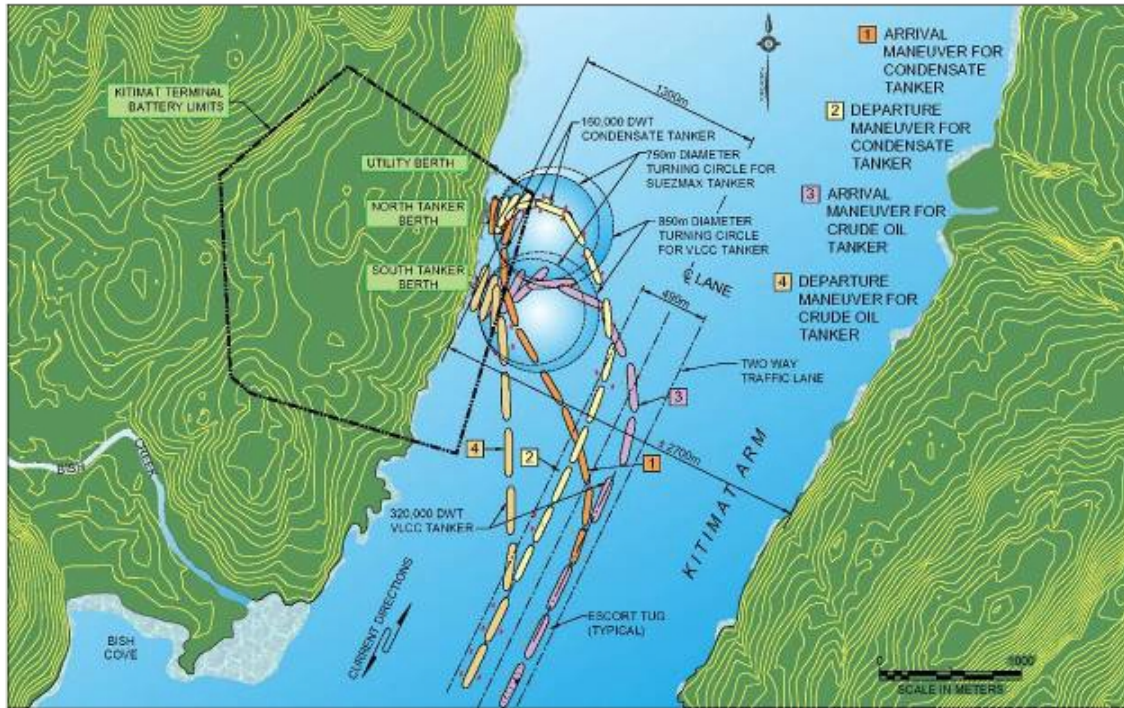 KITIMAT TERMINAL
BATTERY LIMITS
UTILITY BERTH
NORTH TANKER
BERTH
SOUTH TANKER
BERTH
1300m
160,000 DWT
CONDENSATE TANKER
750m DIAMETER
TURNING CIRCLE FOR
SUEZMAX TANKER
850m DIAMETER
TURNING CIRCLE
FOR VLCC TANKER
LANE
490m
TWO WAY
TRAFFIC LANE
1 ARRIVAL
MANEUVER FOR
CONDENSATE
TANKER
2 DEPARTURE
MANEUVER FOR
CONDENSATE
TANKER
3 ARRIVAL
MANEUVER FOR
CRUDE OIL
TANKER
4 DEPARTURE
MANEUVER FOR
CRUDE OIL
TANKER
3
4
2
1
± 2700m
320,000 DWT
VLCC TANKER
KITIMAT ARM
BISH
CREEK
BISH
COVE
CURRENT DIRECTIONS
ESCORT TUG
(TYPICAL)
0 1000
SCALE IN METERS